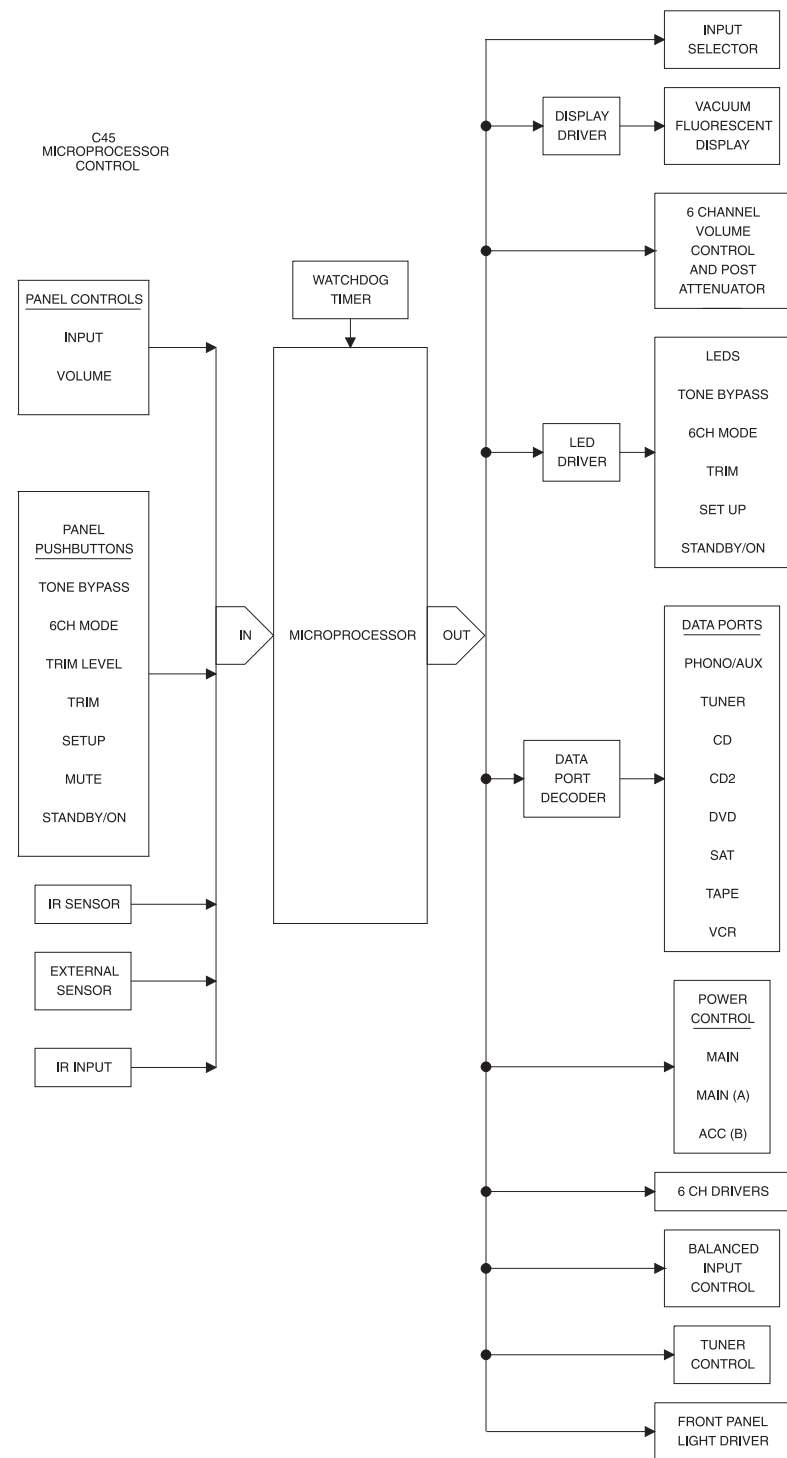 C45
MICROPROCESSOR
CONTROL
PANEL CONTROLS
INPUT
VOLUME
PANEL
PUSHBUTTONS
TONE BYPASS
6CH MODE
TRIM LEVEL
TRIM
SETUP
MUTE
STANDBY/ON
IR SENSOR
EXTERNAL
SENSOR
IR INPUT
IN
WATCHDOG
TIMER
MICROPROCESSOR
OUT
INPUT
SELECTOR
DISPLAY
DRIVER
VACUUM
FLUORESCENT
DISPLAY
6 CHANNEL
VOLUME
CONTROL
AND POST
ATTENUATOR
LED
DRIVER
LEDS
TONE BYPASS
6CH MODE
TRIM
SET UP
STANDBY/ON
DATA
PORT
DECODER
DATA PORTS
PHONO/AUX
TUNER
CD
CD2
DVD
SAT
TAPE
VCR
POWER
CONTROL
MAIN
MAIN (A)
ACC (B)
6 CH DRIVERS
BALANCED
INPUT
CONTROL
TUNER
CONTROL
FRONT PANEL
LIGHT DRIVER